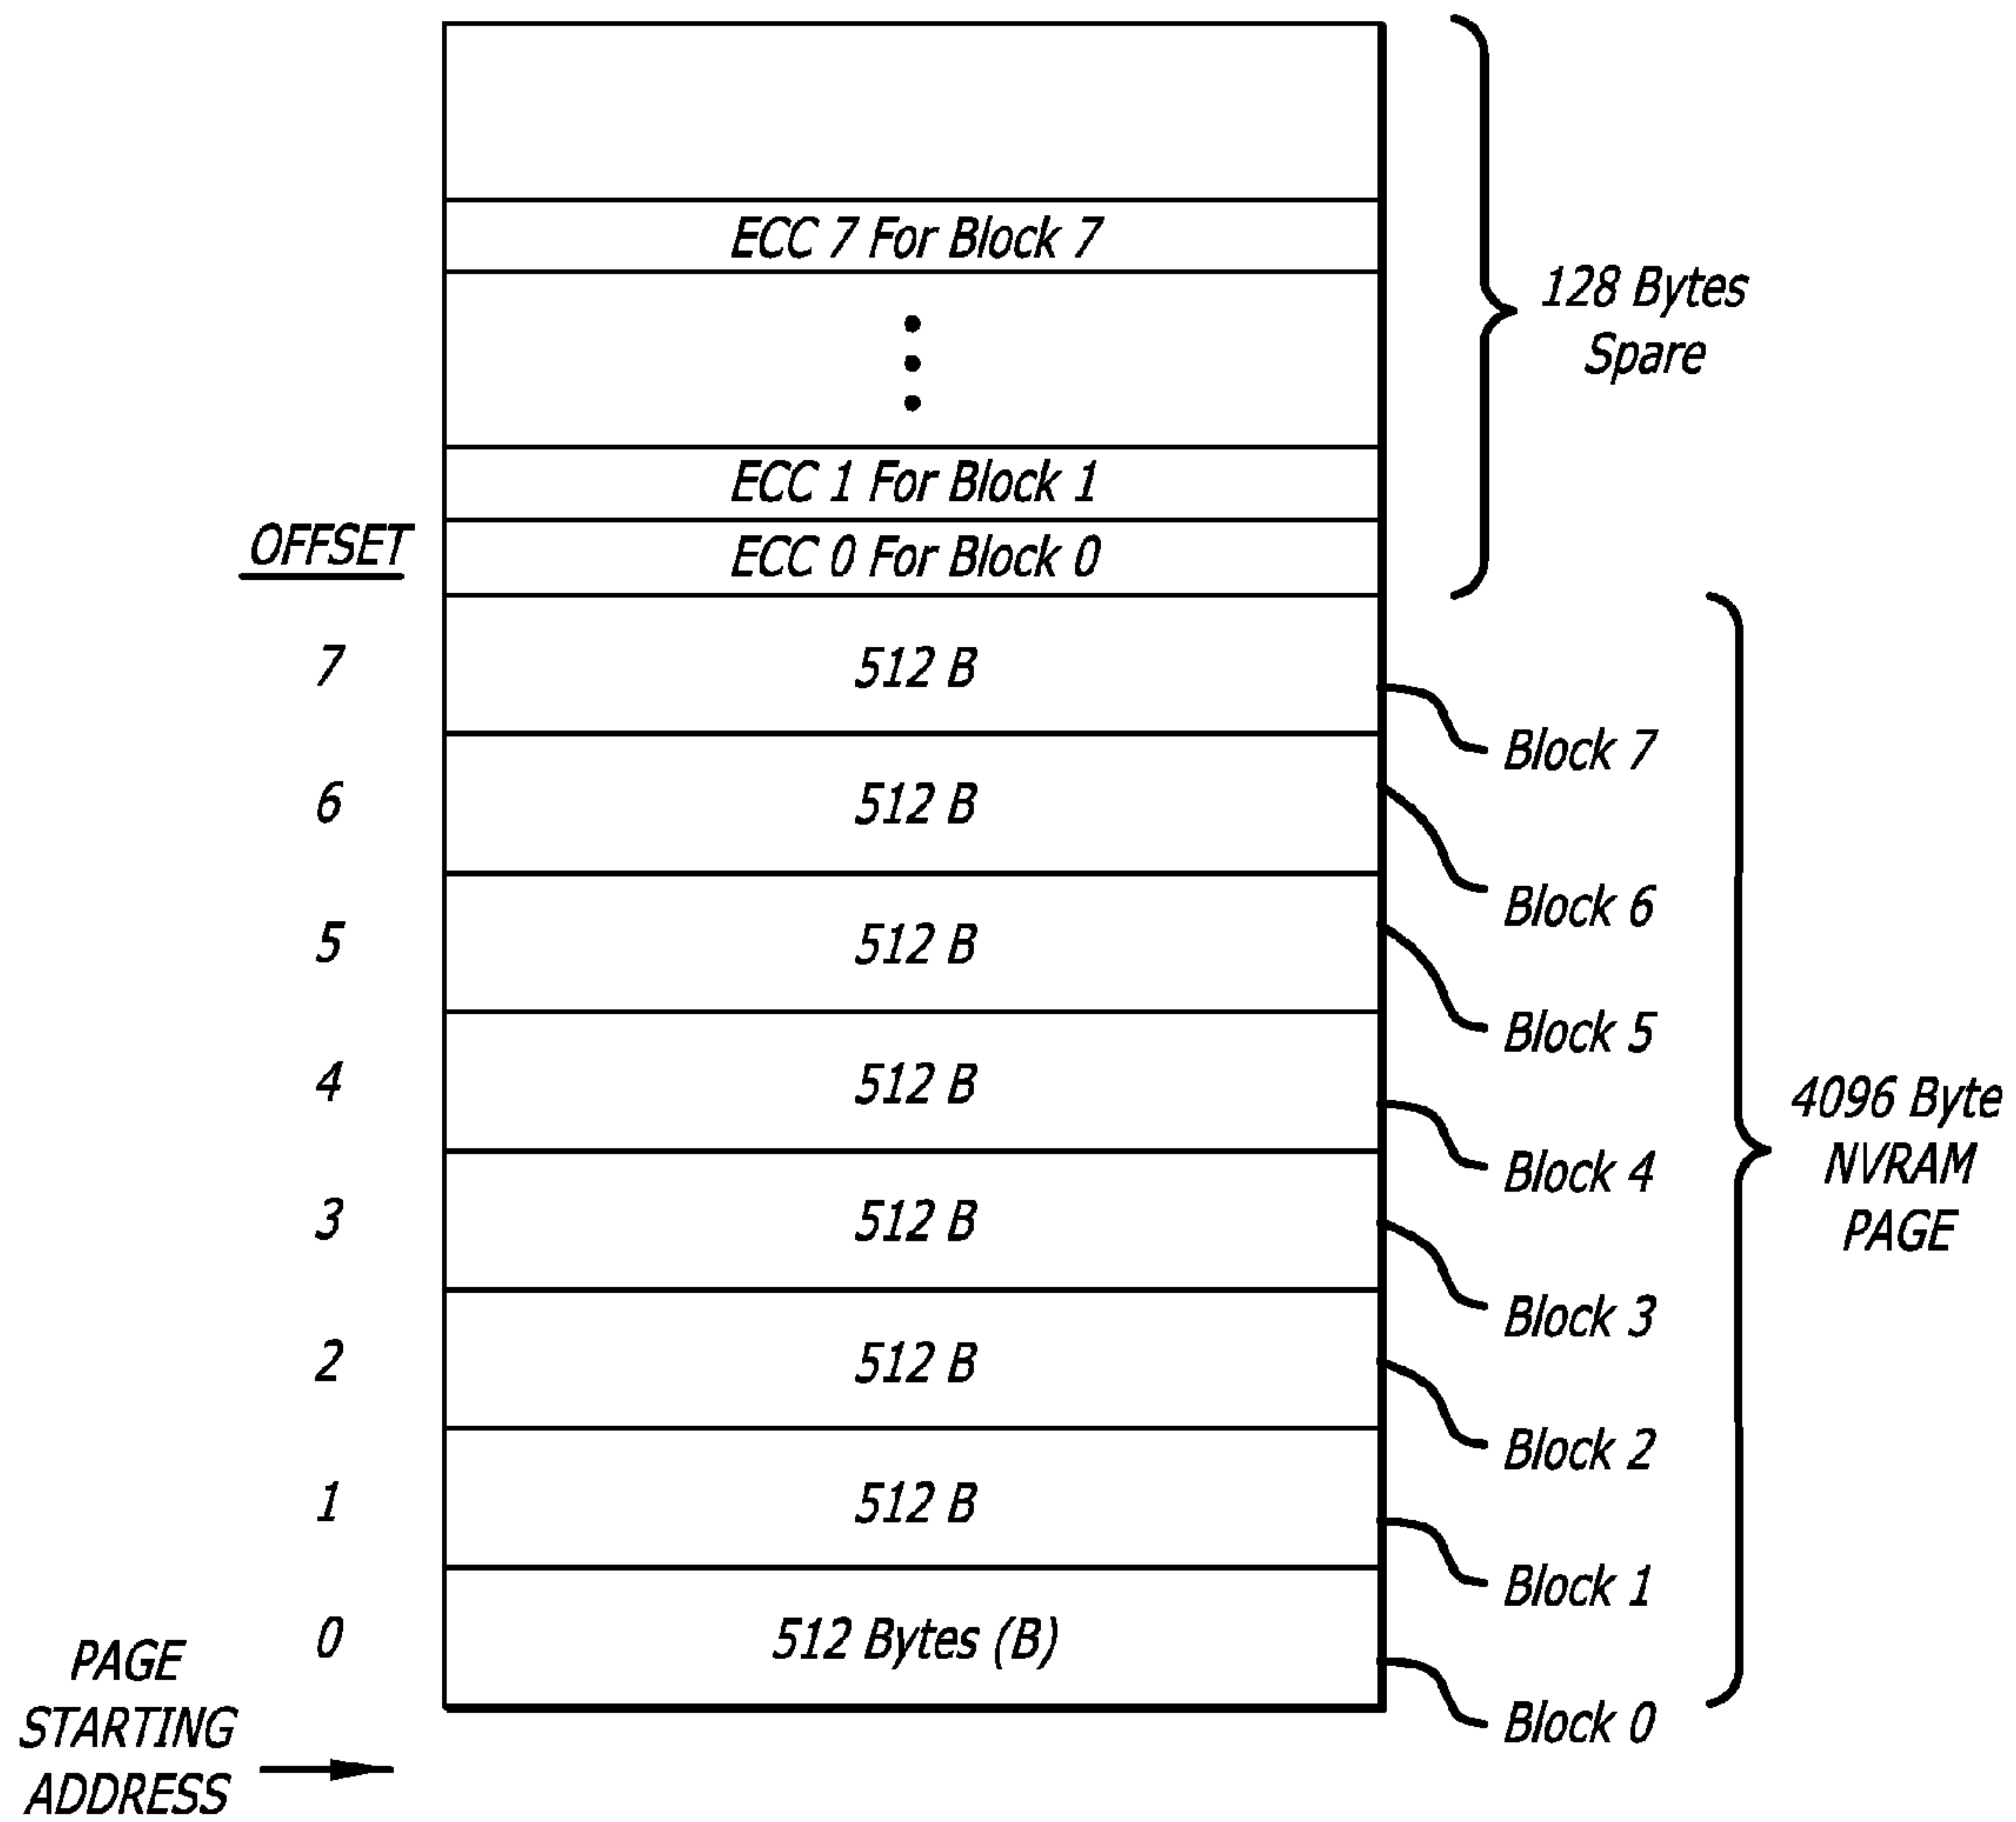 ECC 7 For Block 7
128 Bytes
Spare
ECC 1 For Block 1
OFFSET
ECC 0 For Block 0
7
512 B
Block 7
6
512 B
Block 6
5
512 B
Block 5
4
512 B
Block 4
4096 Byte
NVRAM
PAGE
3
512 B
Block 3
2
512 B
Block 2
1
512 B
Block 1
0
512 Bytes (B)
Block 0
PAGE
STARTING
ADDRESS